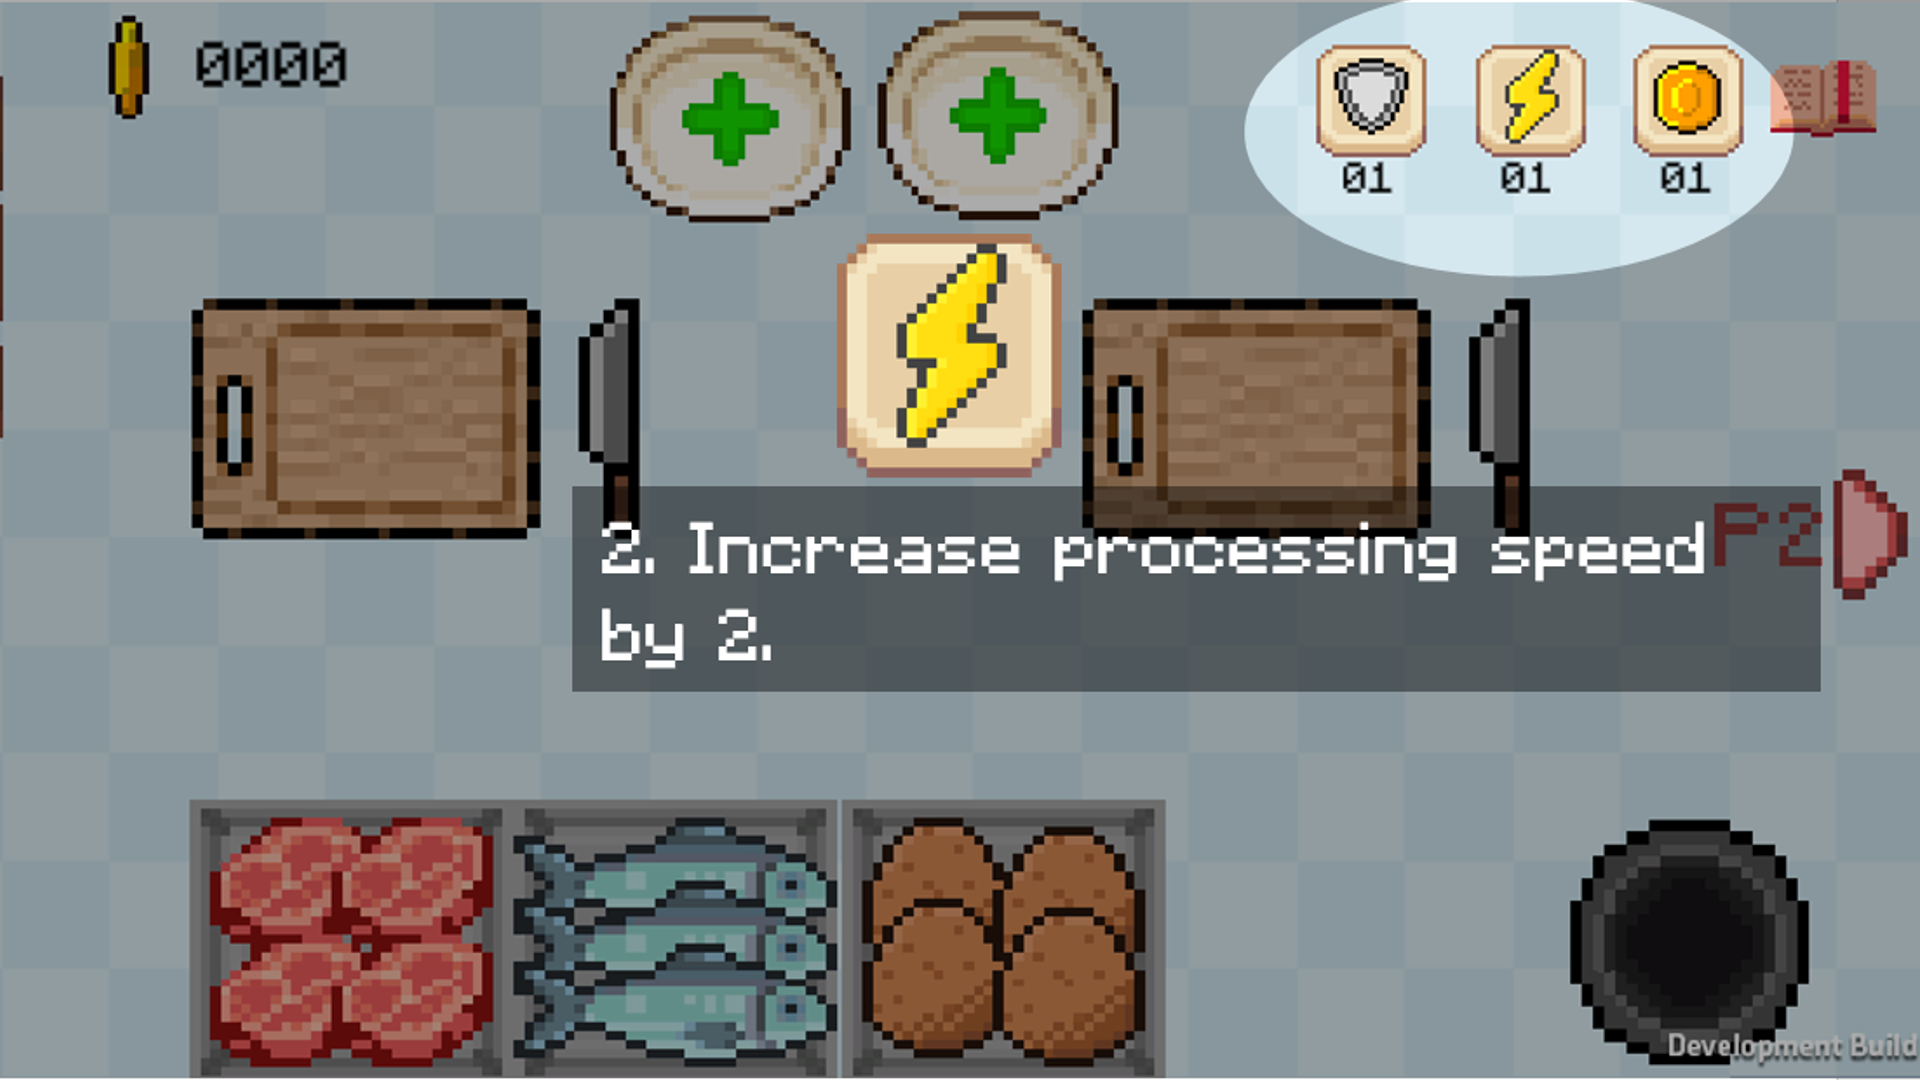 0000
01 01 01
2. Increase processing speed
by 2.
P2
Development Build